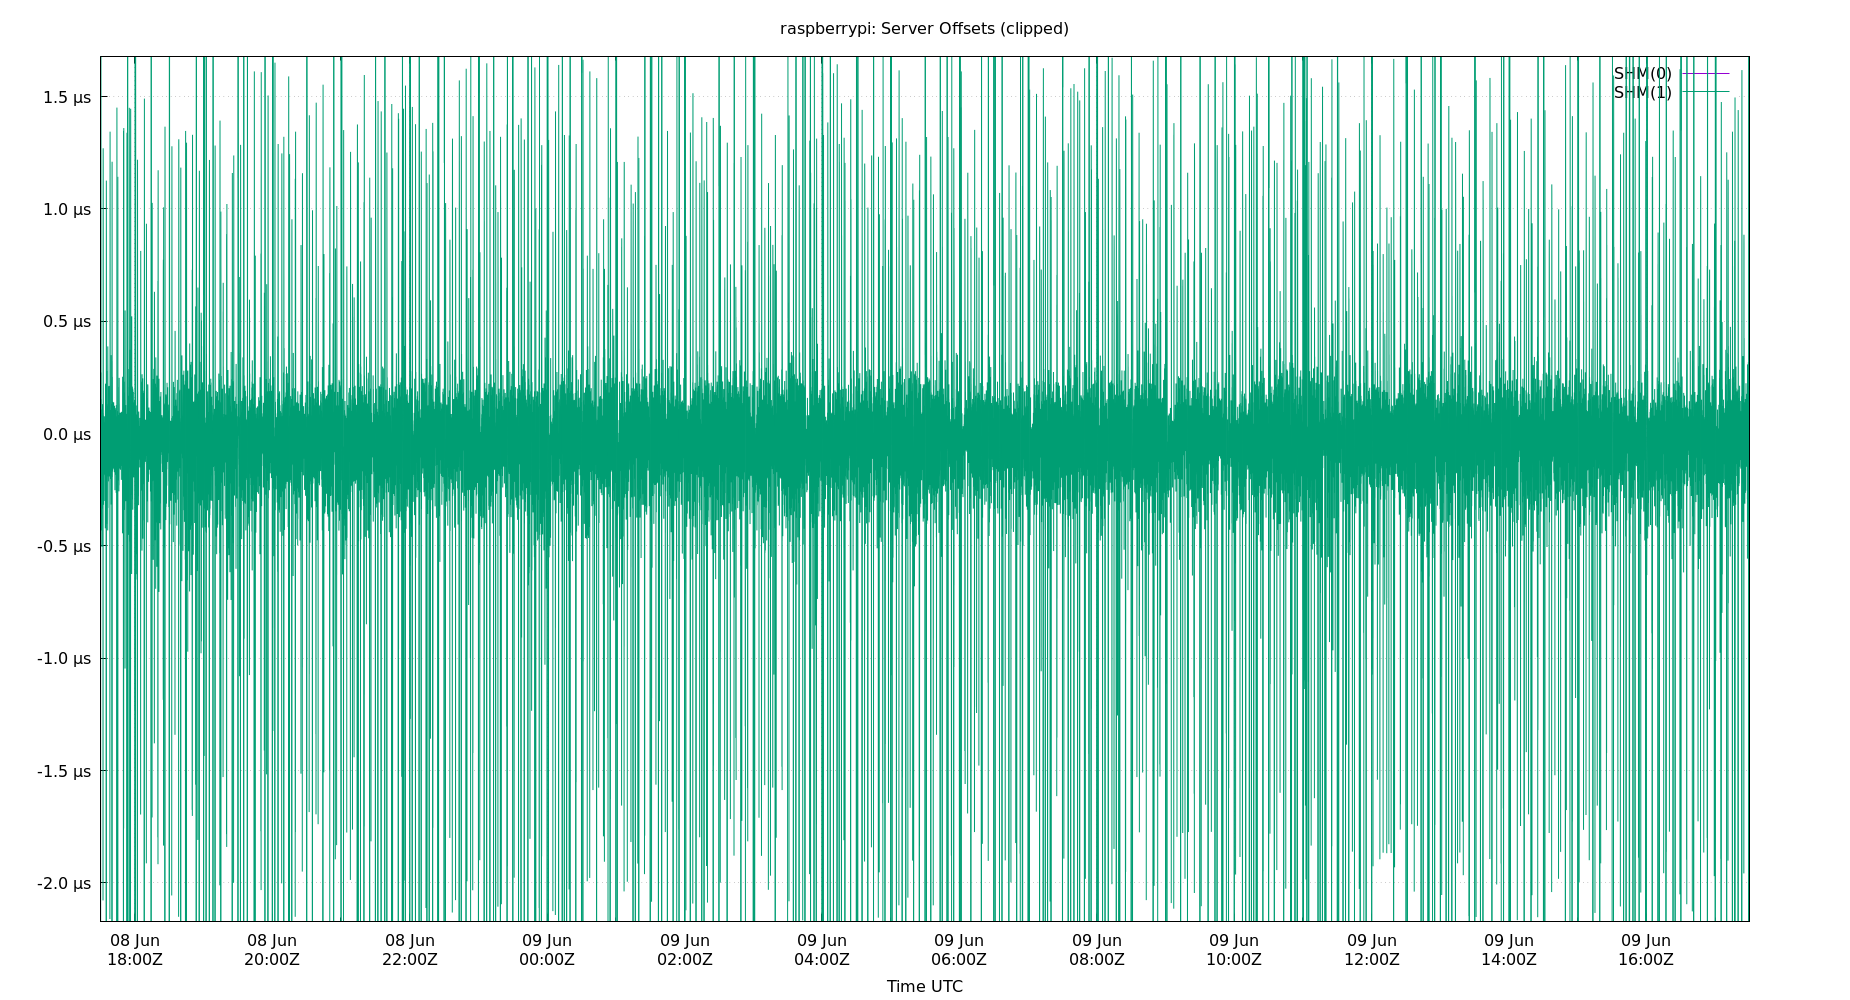 raspberrypi: Server Offsets (clipped)
SHM(0)
SHM(1)
1.5 µs
1.0 µs
0.5 µs
0.0 µs
-0.5 µs
-1.0 µs
-1.5 µs
-2.0 µs
08 Jun 08 Jun 08 Jun 09 Jun 09 Jun 09 Jun 09 Jun 09 Jun 09 Jun 09 Jun 09 Jun 09 Jun
18:00Z 20:00Z 22:00Z 00:00Z 02:00Z 04:00Z 06:00Z 08:00Z 10:00Z 12:00Z 14:00Z 16:00Z
Time UTC